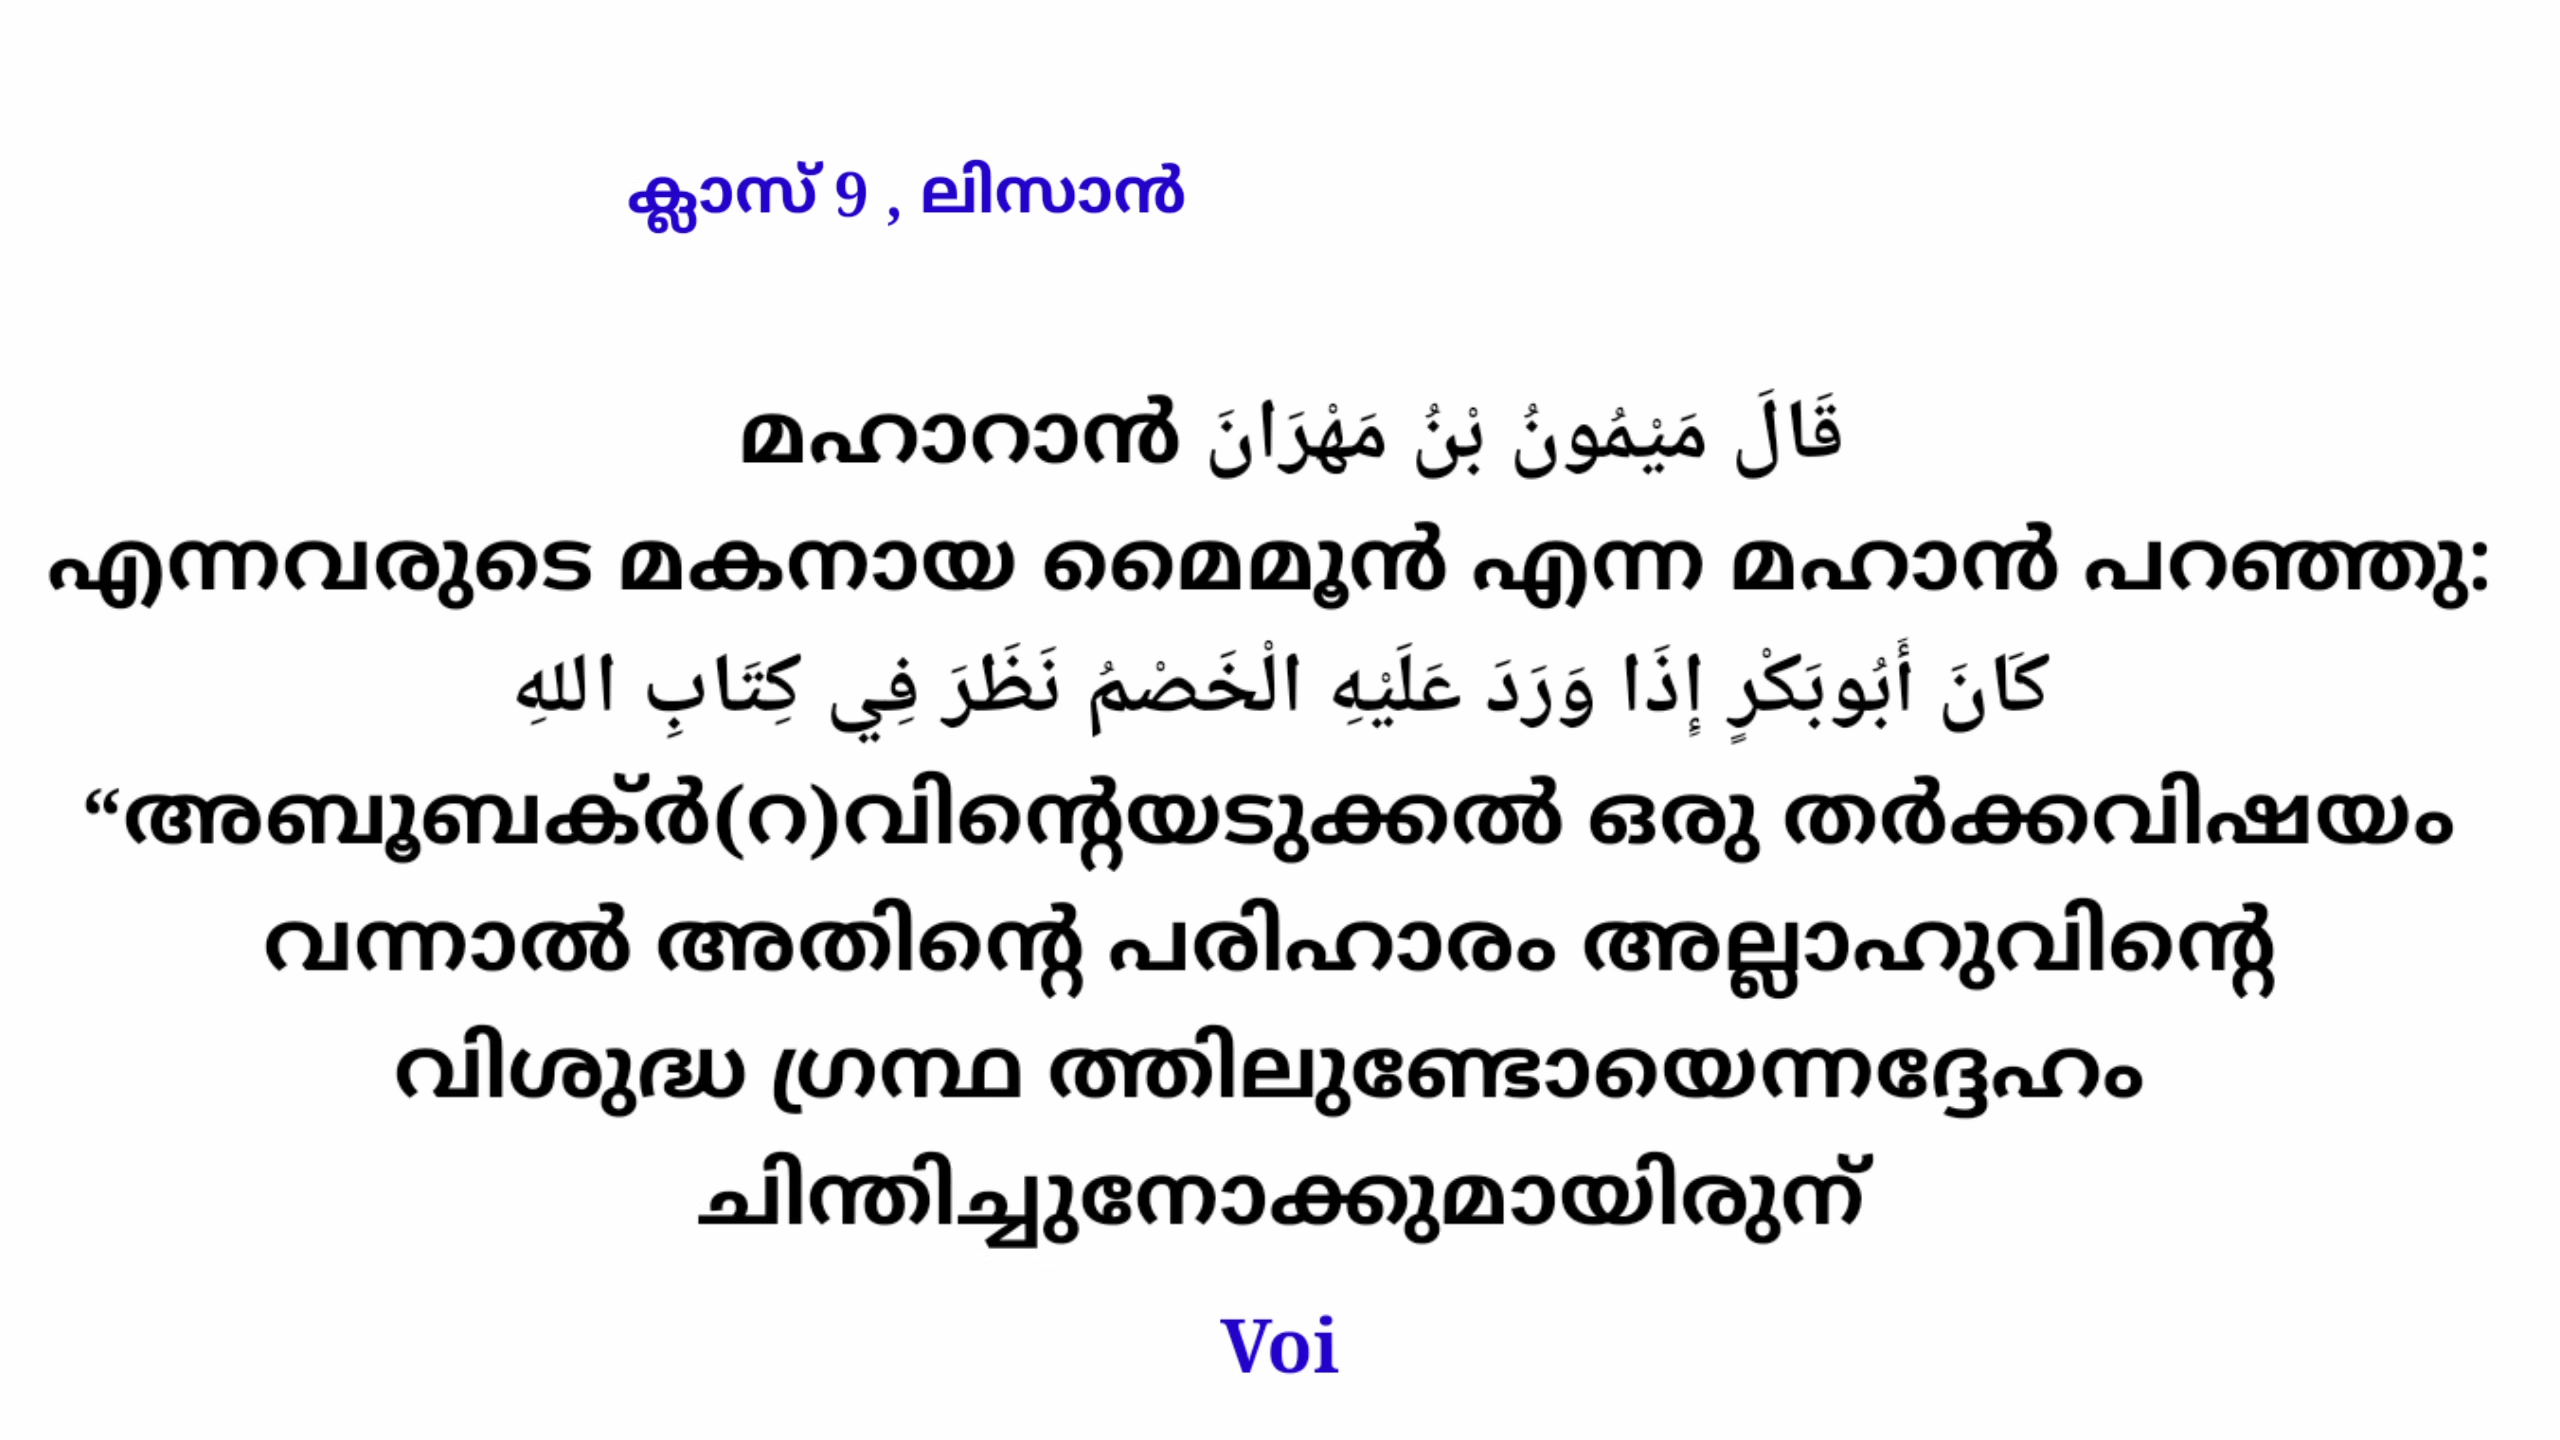 ക്ലാസ് 9 , ലിസാൻ
മഹാറാൻ قَالَ مَيْمُونُ بْنُ مَهْرَانَ
എന്നവരുടെ മകനായ മൈമൂൻ എന്ന മഹാൻ പറഞ്ഞു:
كَانَ أَبُوبَكْرٍ إِذَا وَرَدَ عَلَيْهِ الْخَصْمُ نَظَرَ فِي كِتَابِ اللهِ
“അബൂബക്ർ(റ)വിന്റെയടുക്കൽ ഒരു തർക്കവിഷയം
വന്നാൽ അതിന്റെ പരിഹാരം അല്ലാഹുവിന്റെ
വിശുദ്ധ ഗ്രന്ഥ ത്തിലുണ്ടോയെന്നദ്ദേഹം
ചിന്തിച്ചുനോക്കുമായിരുന്
Voi